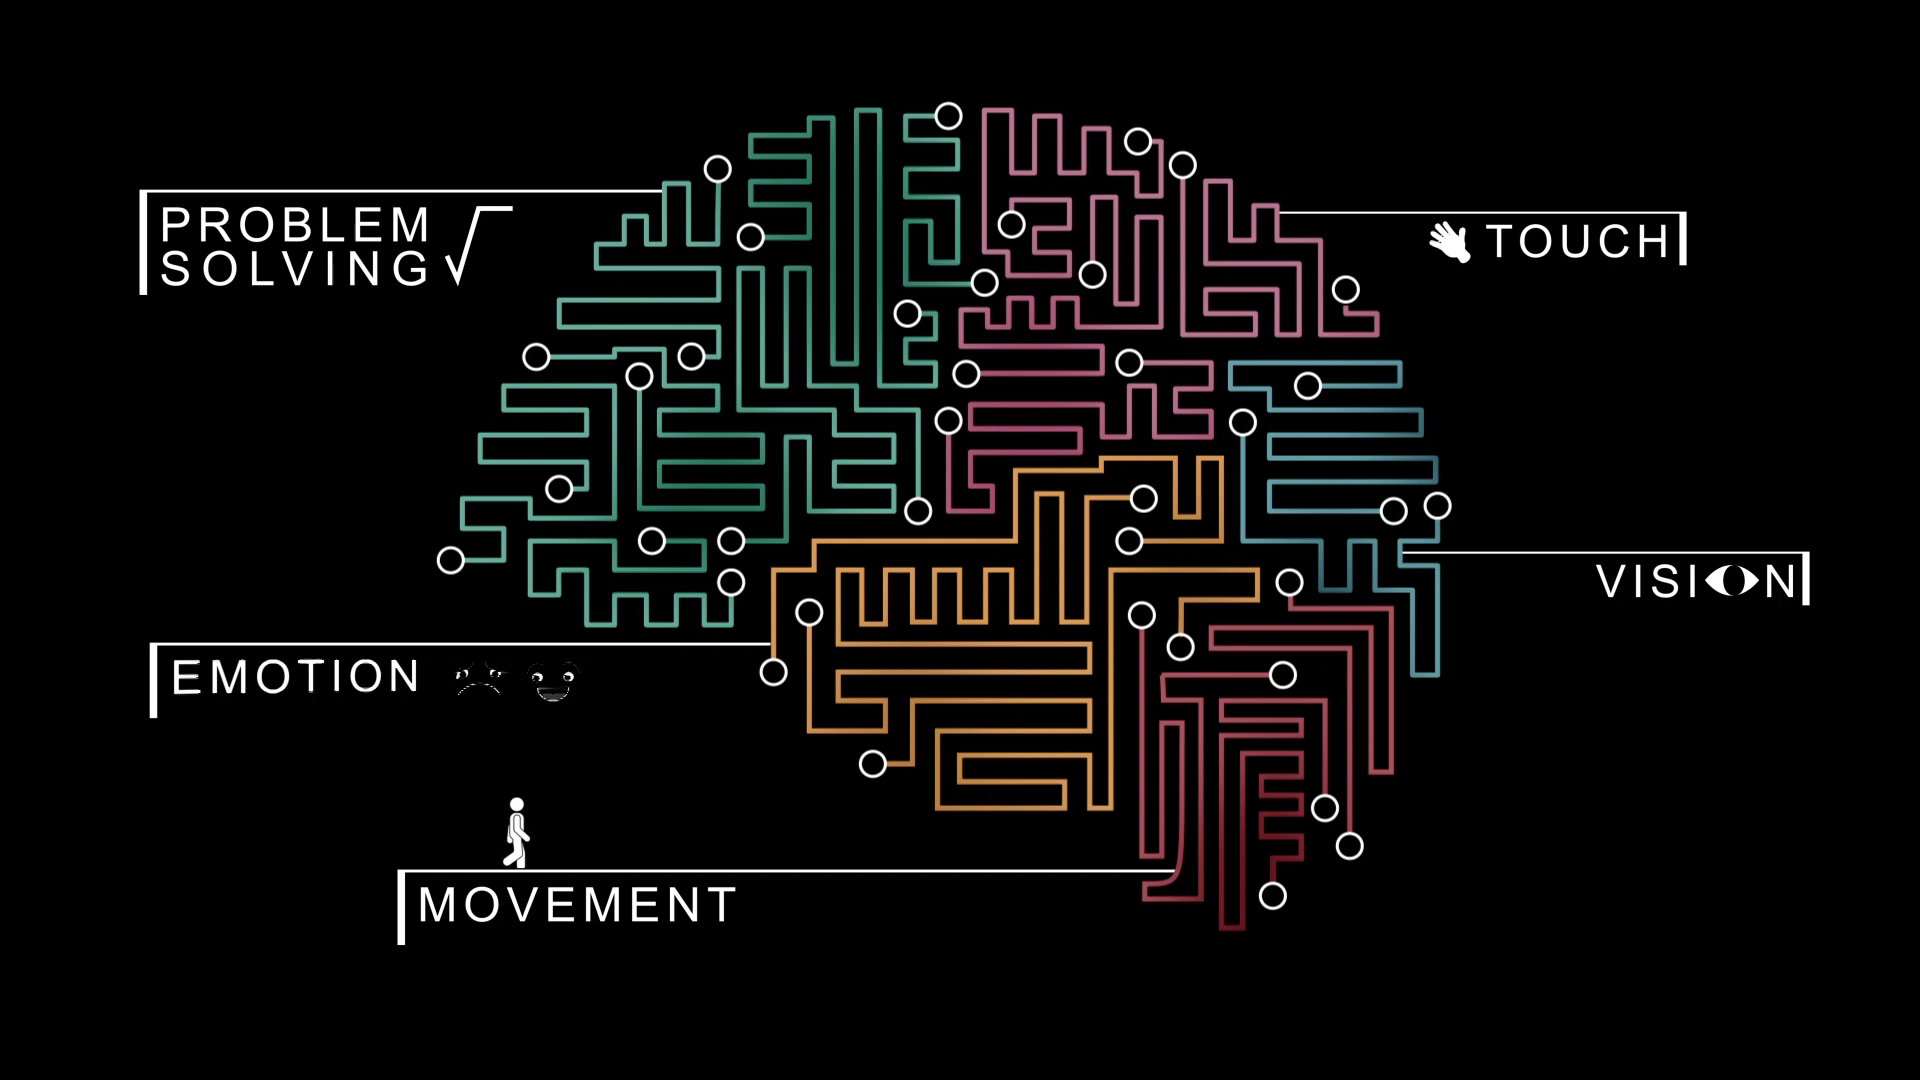 PROBLEM
SOLVING √
TOUCH
VISION
EMOTION
MOVEMENT